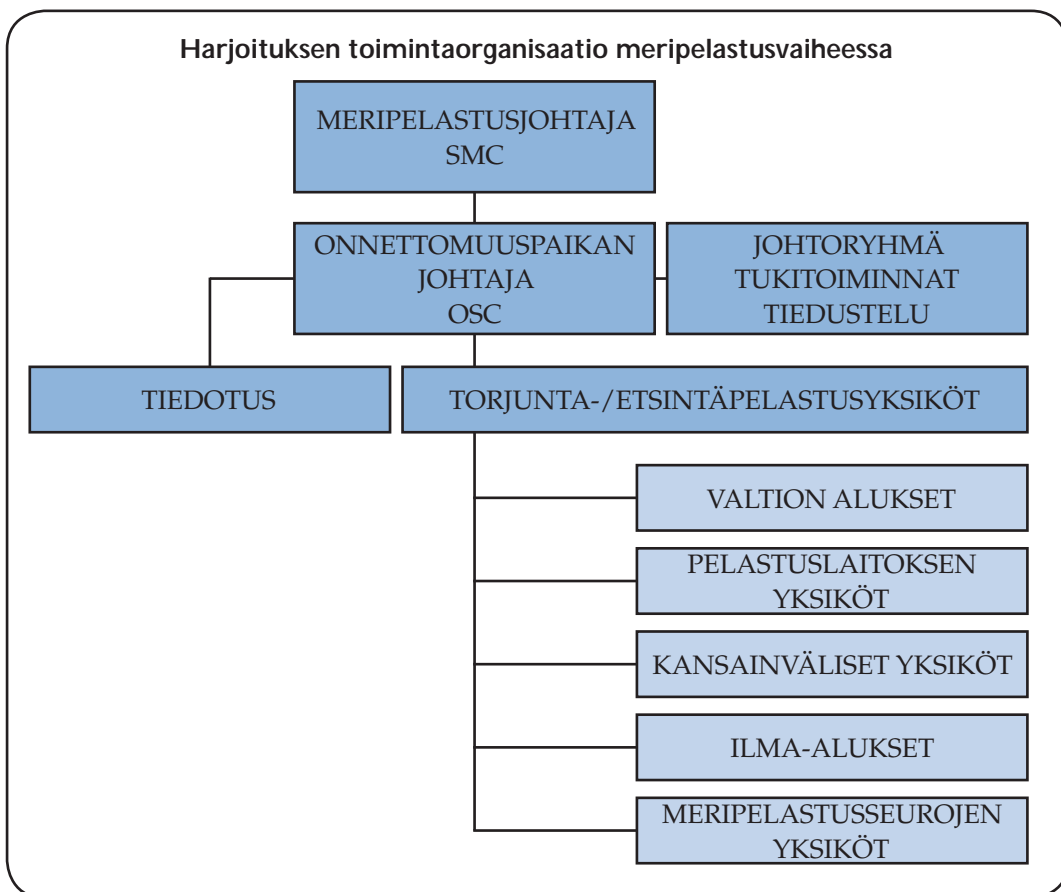 Harjoituksen toimintaorganisaatio meripelastusvaiheessa
MERIPELASTUSJOHTAJA
SMC
ONNETTOMUUSPAIKAN
JOHTAJA
OSC
JOHTORYHMÄ
TUKITOIMINNAT
TIEDUSTELU
TIEDOTUS
TORJUNTA-/ETSINTÄPELASTUSYKSIKÖT
VALTION ALUKSET
PELASTUSLAITOKSEN
YKSIKÖT
KANSAINVÄLISET YKSIKÖT
ILMA-ALUKSET
MERIPELASTUSSEUROJEN
YKSIKÖT